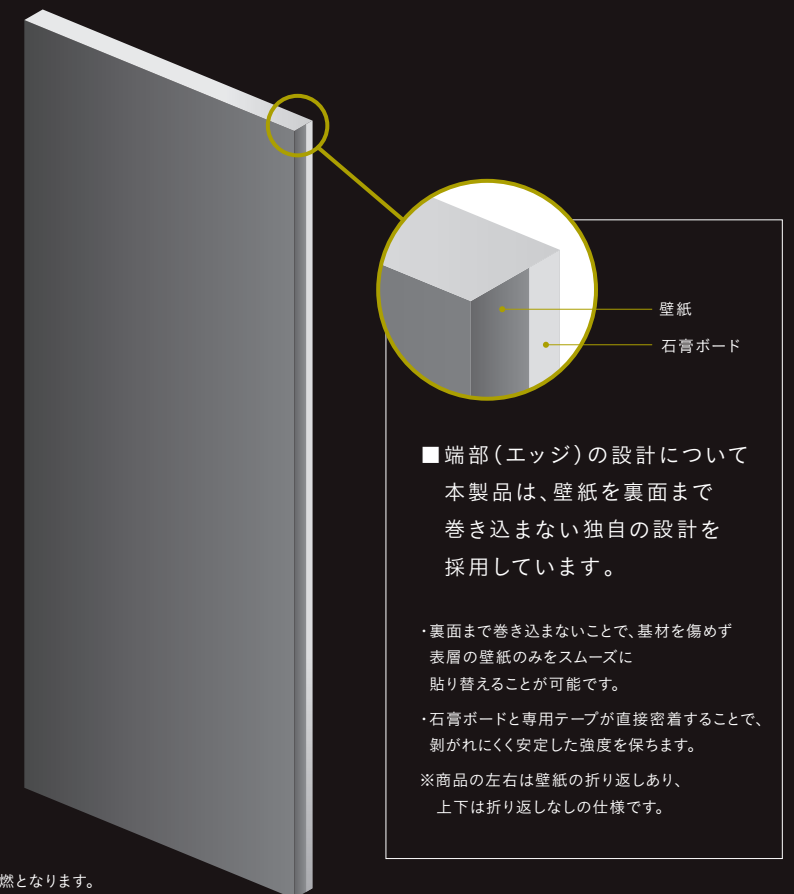 壁紙
石膏ボード
■端部(エッジ)の設計について
本製品は、壁紙を裏面まで
巻き込まない独自の設計を
採用しています。
・裏面まで巻き込まないことで、基材を傷めず
表層の壁紙のみをスムーズに
貼り替えることが可能です。
・石膏ボードと専用テープが直接密着することで、
剝がれにくく安定した強度を保ちます。
※商品の左右は壁紙の折り返しあり、
上下は折り返しなしの仕様です。
燃となります。